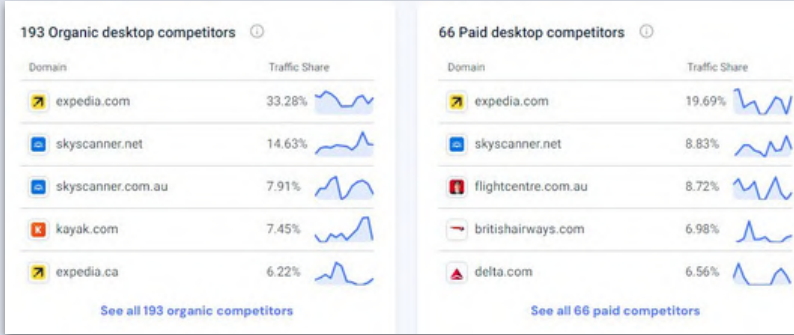 193 Organic desktop competitors
Domain Traffic Share
expedia.com 33.28%
skyscanner.net 14.63%
skyscanner.com.au 7.91%
kayak.com 7.45%
expedia.ca 6.22%
See all 193 organic competitors
66 Paid desktop competitors
Domain Traffic Share
expedia.com 19.69%
skyscanner.net 8.83%
flightcentre.com.au 8.72%
britishairways.com 6.98%
delta.com 6.56%
See all 66 paid competitors